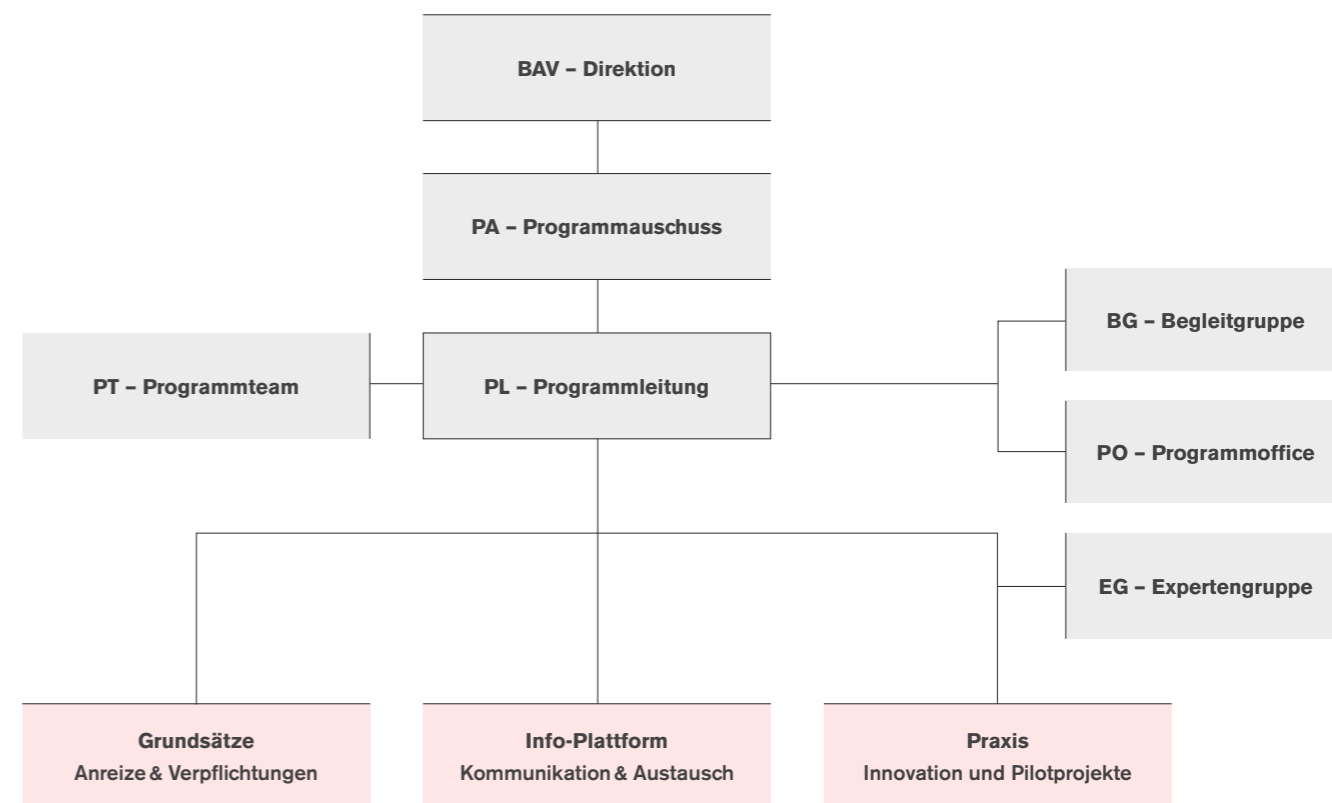 BAV – Direktion
PA – Programmauschuss
BG – Begleitgruppe
PT – Programmteam
PL – Programmleitung
PO – Programmoffice
EG – Expertengruppe
Grundsätze
Anreize & Verpflichtungen
Info-Plattform
Kommunikation & Austausch
Praxis
Innovation und Pilotprojekte